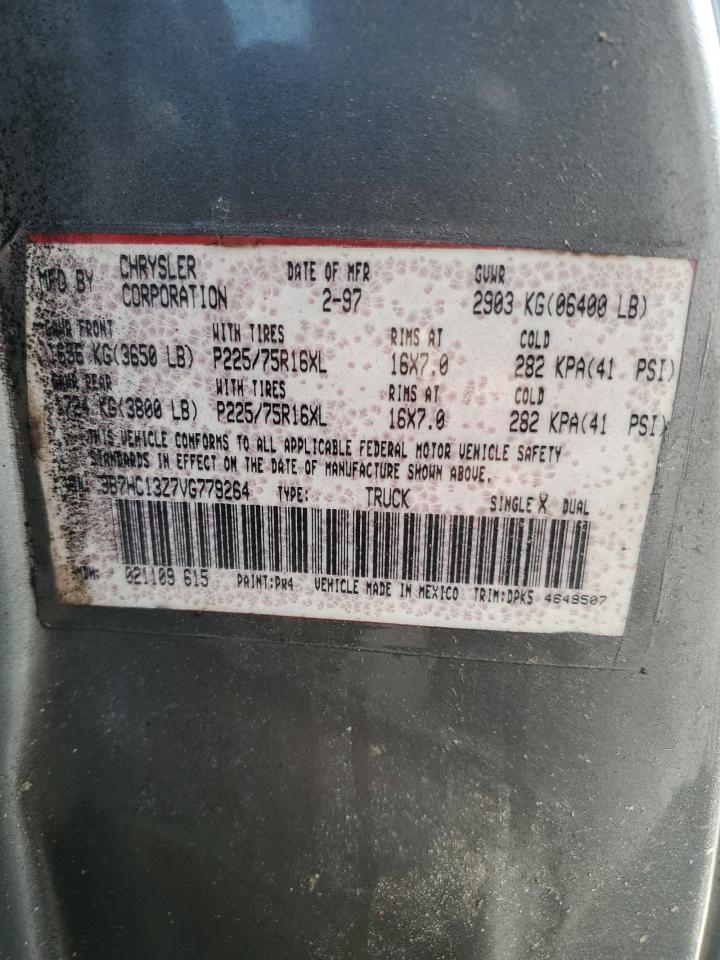 MFD BY CHRYSLER CORPORATION DATE OF MFR 2-97 GVWR 2903 KG(06400 LB)
GAWR FRONT WITH TIRES RIMS AT COLD
1656 KG(3650 LB) P225/75R16XL 16X7.0 282 KPA(41 PSI)
GAWR REAR WITH TIRES RIMS AT COLD
1724 KG(3800 LB) P225/75R16XL 16X7.0 282 KPA(41 PSI)
THIS VEHICLE CONFORMS TO ALL APPLICABLE FEDERAL MOTOR VEHICLE SAFETY
STANDARDS IN EFFECT ON THE DATE OF MANUFACTURE SHOWN ABOVE.
3B7HC13Z7VG779264 TYPE: TRUCK SINGLE X DUAL
MDH: 021109 615 PAINT:PR4 VEHICLE MADE IN MEXICO TRIM:DPK5 4648507